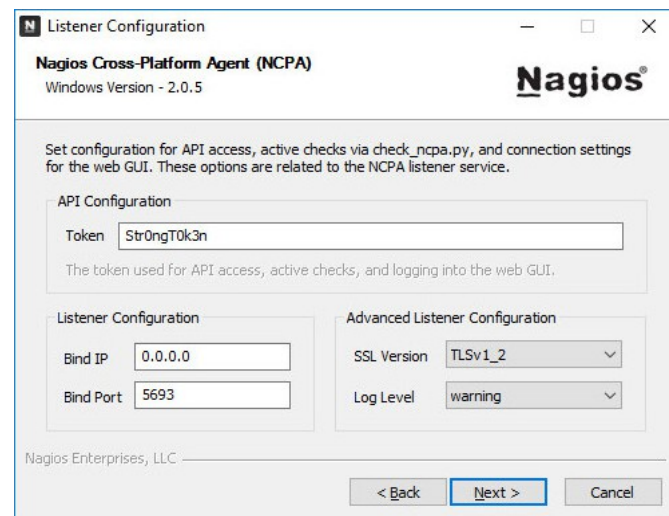 N Listener Configuration
Nagios Cross-Platform Agent (NCPA)
Windows Version - 2.0.5
Nagios®
Set configuration for API access, active checks via check_ncpa.py, and connection settings
for the web GUI. These options are related to the NCPA listener service.
API Configuration
Token Str0ngT0k3n
The token used for API access, active checks, and logging into the web GUI.
Listener Configuration
Bind IP 0.0.0.0
Bind Port 5693
Advanced Listener Configuration
SSL Version TLSv1_2
Log Level warning
Nagios Enterprises, LLC
< Back Next > Cancel